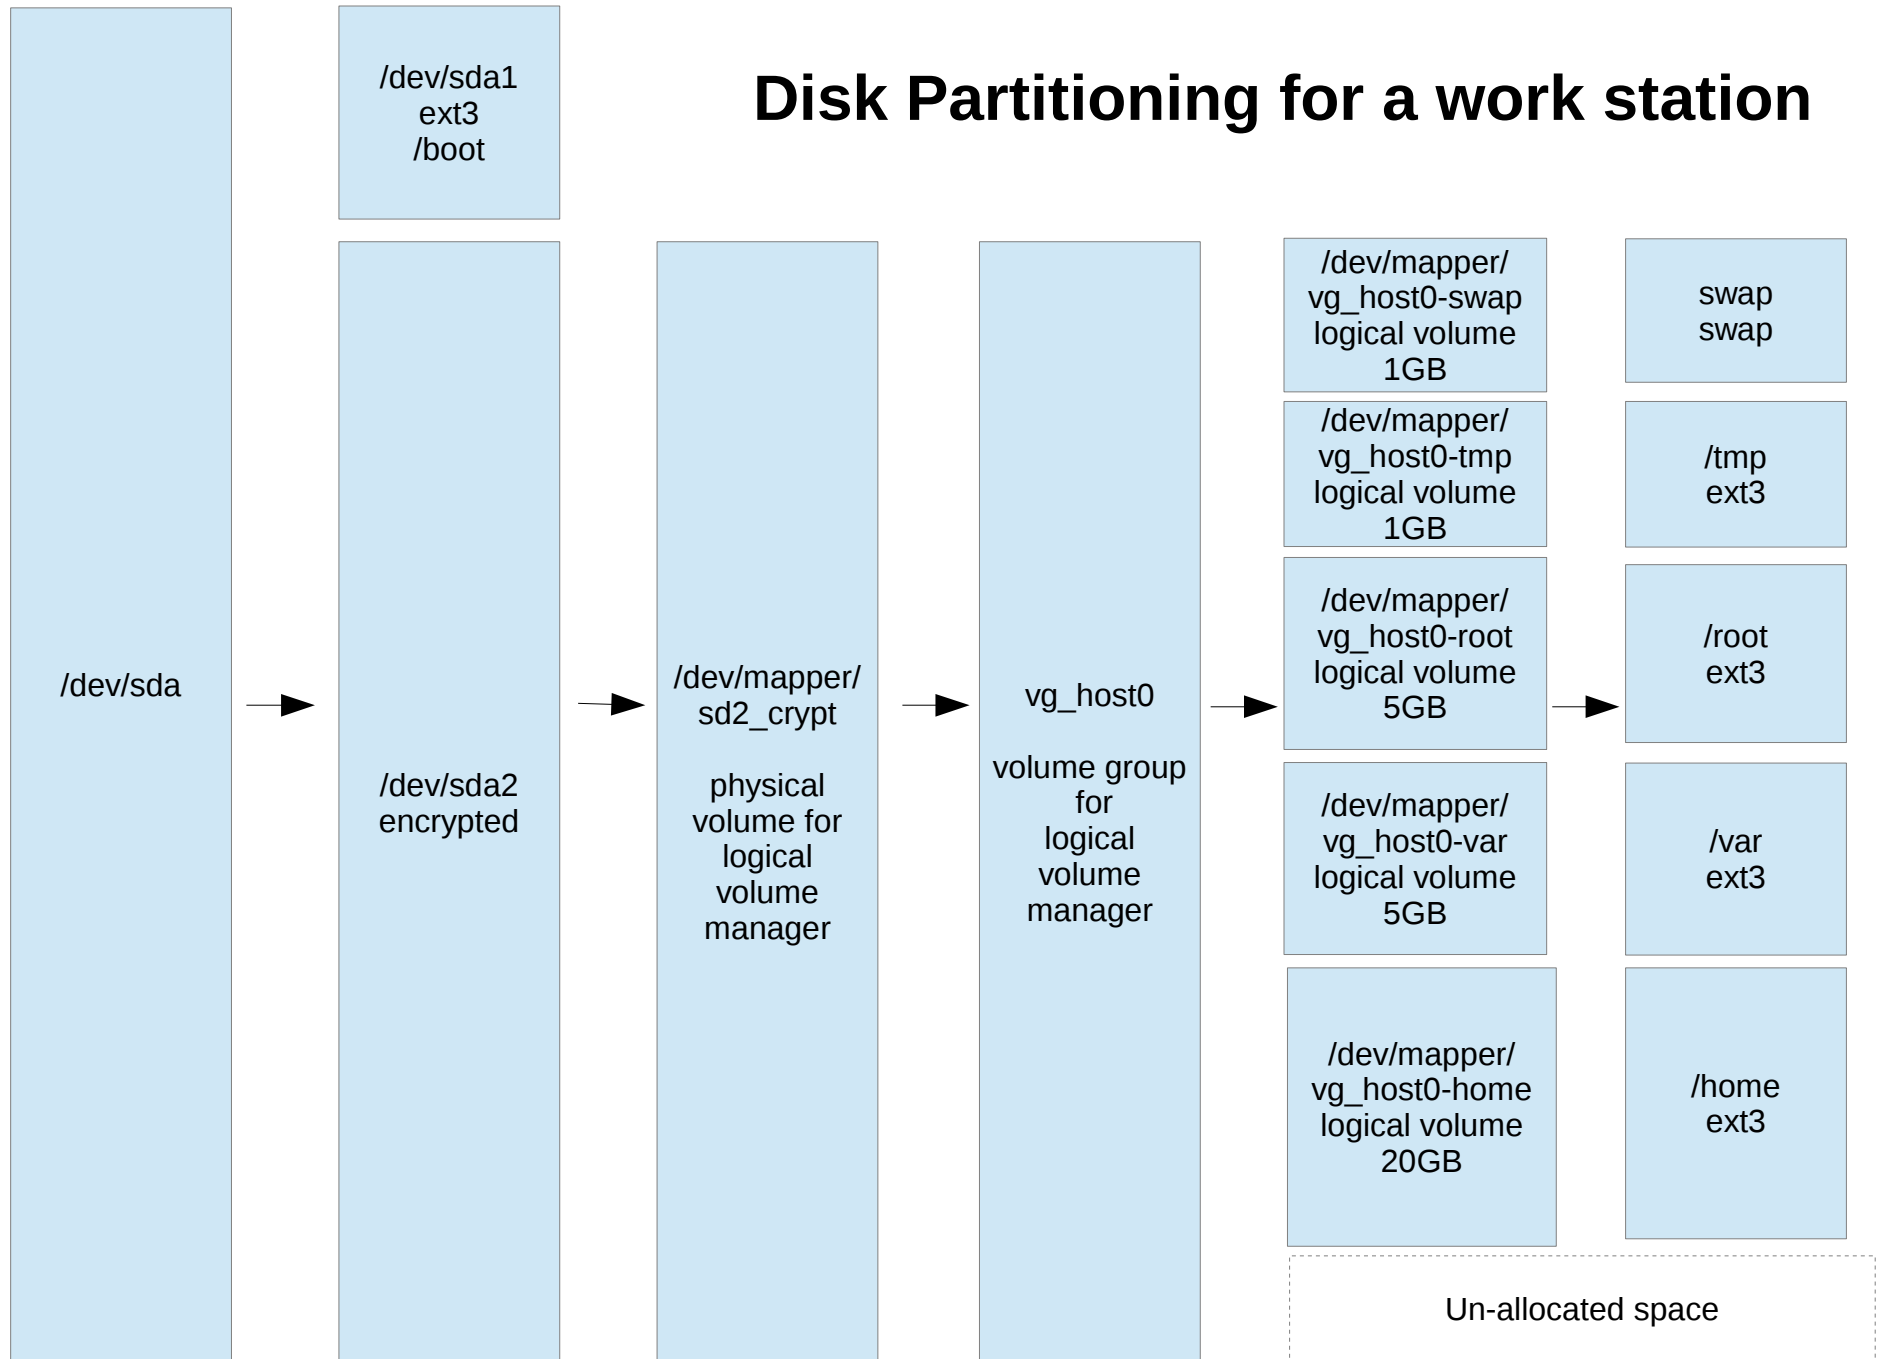 Disk Partitioning for a work station
/dev/sda
/dev/sda1
ext3
/boot
/dev/sda2
encrypted
/dev/mapper/
sd2_crypt
physical
volume for
logical
volume
manager
vg_host0
volume group
for
logical
volume
manager
/dev/mapper/
vg_host0-swap
logical volume
1GB
/dev/mapper/
vg_host0-tmp
logical volume
1GB
/dev/mapper/
vg_host0-root
logical volume
5GB
/dev/mapper/
vg_host0-var
logical volume
5GB
/dev/mapper/
vg_host0-home
logical volume
20GB
swap
swap
/tmp
ext3
/root
ext3
/var
ext3
/home
ext3
Un-allocated space